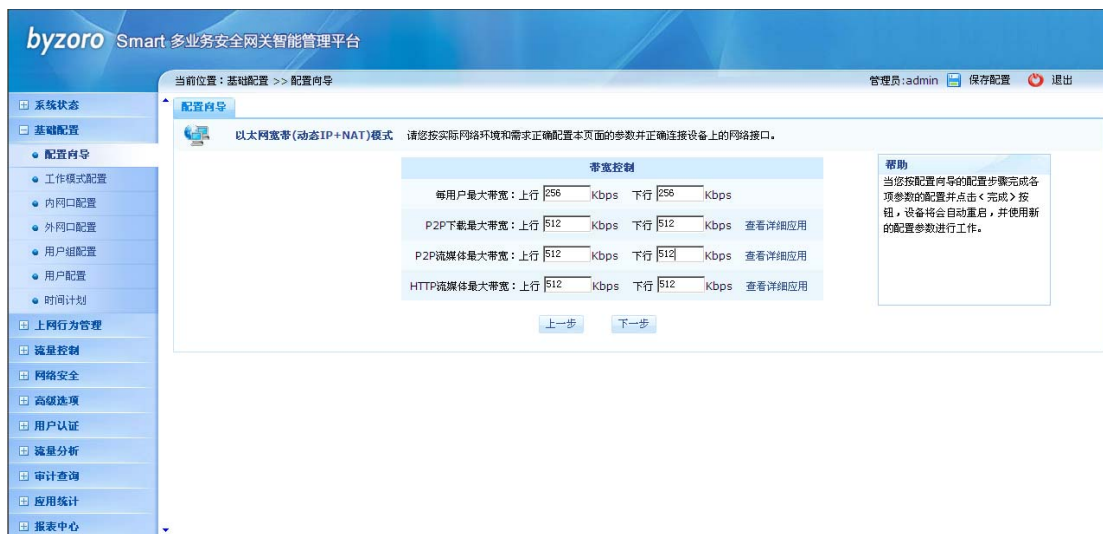 byzoro Smart 多业务安全网关智能管理平台
当前位置：基础配置 >> 配置向导
管理员:admin 保存配置 退出
系统状态
基础配置
配置向导
工作模式配置
内网口配置
外网口配置
用户组配置
用户配置
时间计划
上网行为管理
流量控制
网络安全
高级选项
用户认证
流量分析
审计查询
应用统计
报表中心
配置向导
以太网宽带(动态IP+NAT)模式 请您按实际网络环境和需求正确配置本页面的参数并正确连接设备上的网络接口。
带宽控制
每用户最大带宽：上行 256 Kbps 下行 256 Kbps
P2P下载最大带宽：上行 512 Kbps 下行 512 Kbps 查看详细应用
P2P流媒体最大带宽：上行 512 Kbps 下行 512 Kbps 查看详细应用
HTTP流媒体最大带宽：上行 512 Kbps 下行 512 Kbps 查看详细应用
上一步 下一步
帮助
当您按配置向导的配置步骤完成各
项参数的配置并点击<完成>按
钮，设备将会自动重启，并使用新
的配置参数进行工作。